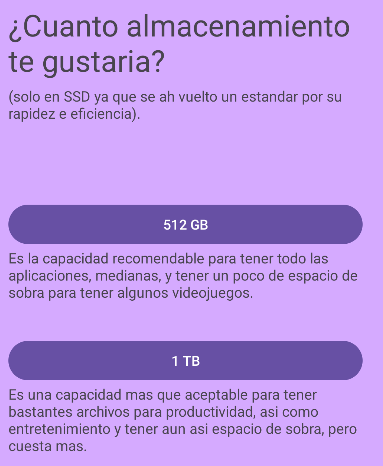 ¿Cuanto almacenamiento
te gustaria?
(solo en SSD ya que se ah vuelto un estandar por su
rapidez e eficiencia).
512 GB
Es la capacidad recomendable para tener todo las
aplicaciones, medianas, y tener un poco de espacio de
sobra para tener algunos videojuegos.
1 TB
Es una capacidad mas que aceptable para tener
bastantes archivos para productividad, asi como
entretenimiento y tener aun asi espacio de sobra, pero
cuesta mas.